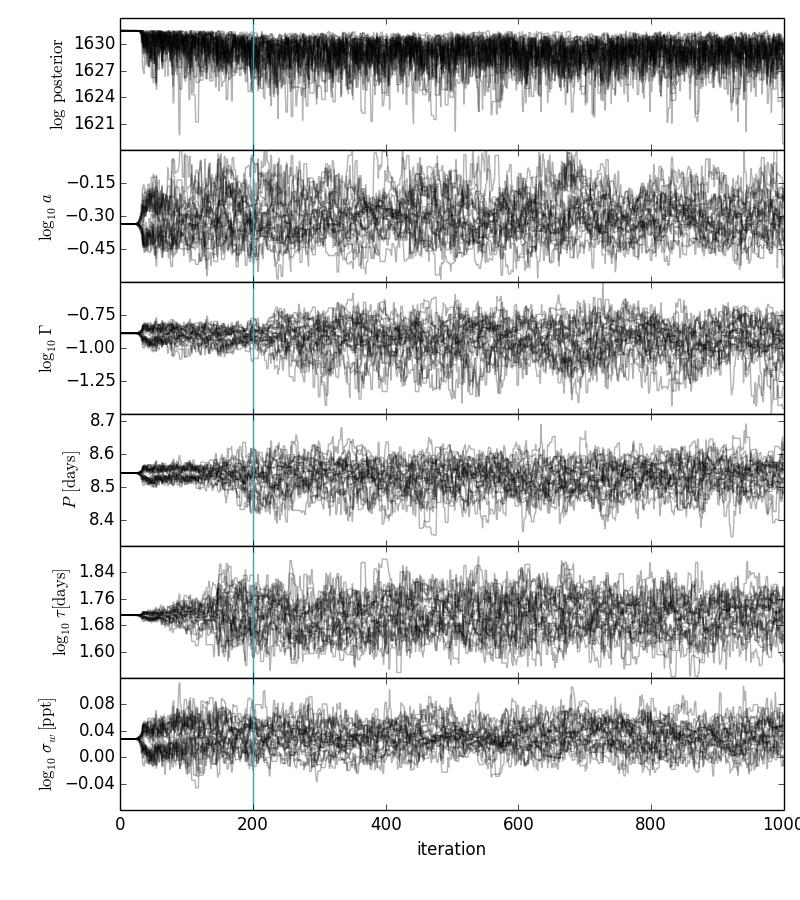 log posterior
1630
1627
1624
1621
log₁₀ a
−0.15
−0.30
−0.45
log₁₀ Γ
−0.75
−1.00
−1.25
P [days]
8.7
8.6
8.5
8.4
log₁₀ τ[days]
1.84
1.76
1.68
1.60
log₁₀ σ_w [ppt]
0.08
0.04
0.00
−0.04
0 200 400 600 800 1000
iteration